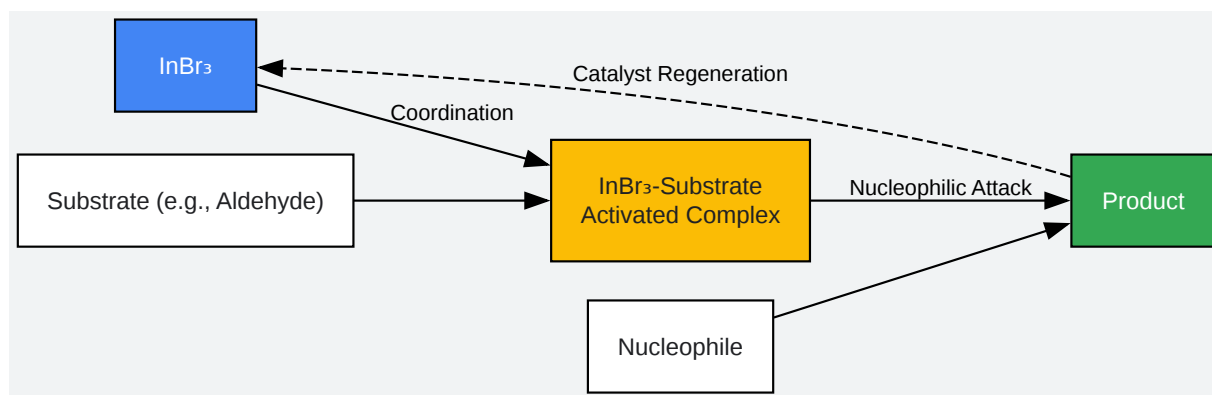 InBr₃
Catalyst Regeneration
Coordination
Substrate (e.g., Aldehyde)
InBr₃-Substrate
Activated Complex
Nucleophilic Attack
Product
Nucleophile